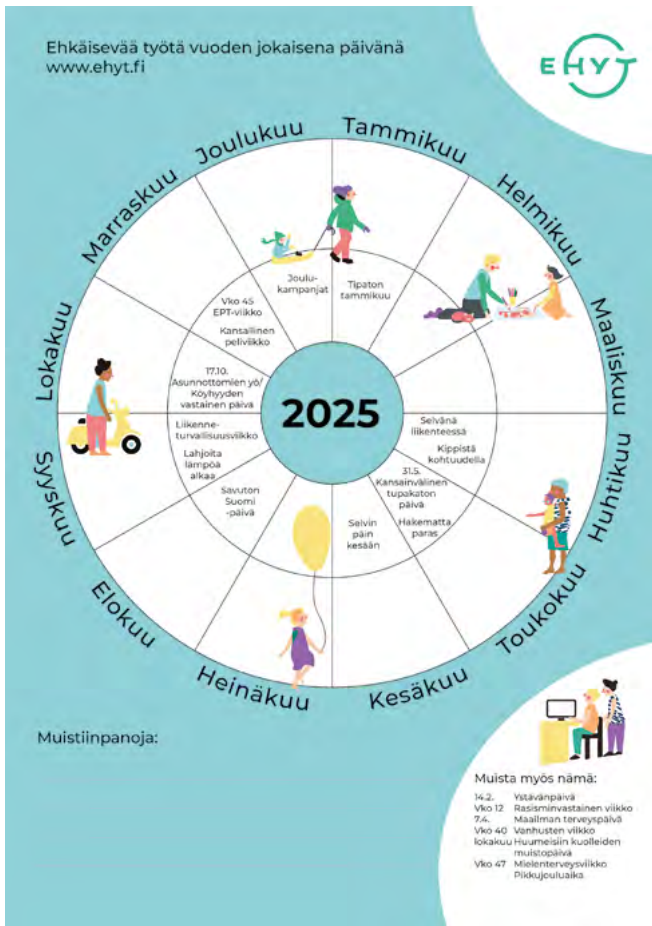 Ehkäisevää työtä vuoden jokaisena päivänä
www.ehyt.fi
EHYT
Tammikuu
Helmikuu
Maaliskuu
Huhtikuu
Toukokuu
Kesäkuu
Heinäkuu
Elokuu
Syyskuu
Lokakuu
Marraskuu
Joulukuu
Tipaton
tammikuu
Selvänä
liikenteessä
Kippistä
kohtuudella
31.5.
Kansainvälinen
tupakaton
päivä
Hakematta
paras
Selvin
päin
kesään
Savuton
Suomi
-päivä
Liikenne-
turvallisuusviikko
Lahjoita
lämpöä
alkaa
17.10.
Asunnottomien yö/
Köyhyyden
vastainen päivä
Vko 45
EPT-viikko
Kansallinen
peliviikko
Joulu-
kampanjat
2025
Muistiinpanoja:
Muista myös nämä:
14.2. Ystävänpäivä
Vko 12 Rasisminvastainen viikko
7.4. Maailman terveyspäivä
Vko 40 Vanhusten viikko
lokakuu Huumeisiin kuolleiden
muistopäivä
Vko 47 Mielenterveysviikko
Pikkujouluaika